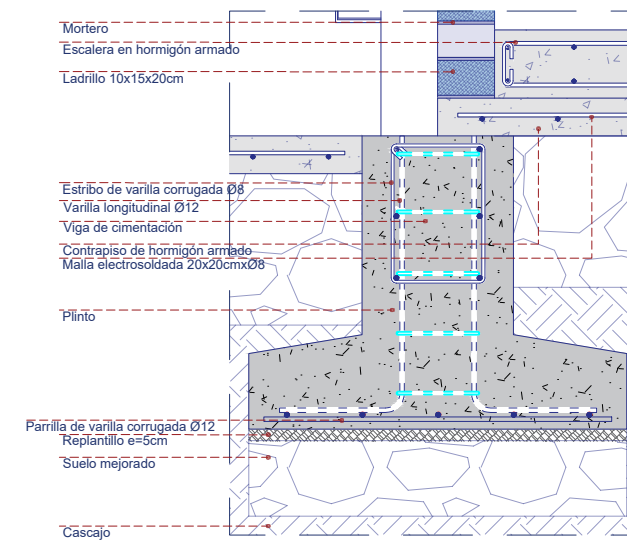 Mortero
Escalera en hormigón armado
Ladrillo 10x15x20cm
Estribo de varilla corrugada Ø8
Varilla longitudinal Ø12
Viga de cimentación
Contrapiso de hormigón armado
Malla electrosoldada 20x20cmxØ8
Plinto
Parrilla de varilla corrugada Ø12
Replantillo e=5cm
Suelo mejorado
Cascajo